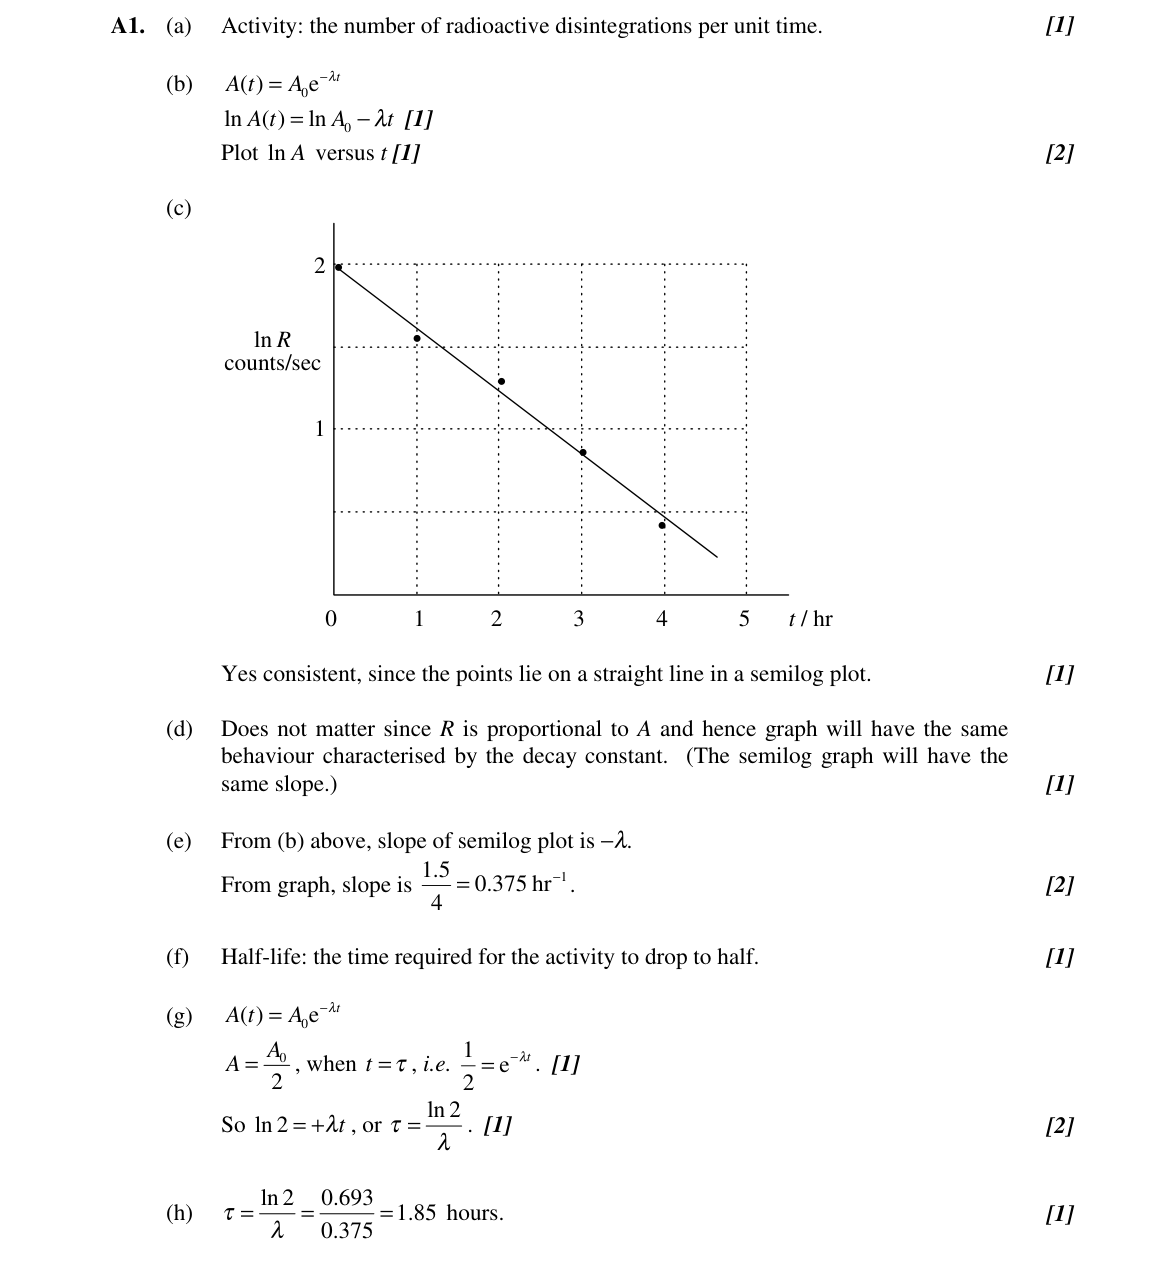 A1. (a) Activity: the number of radioactive disintegrations per unit time. [1]
(b) A(t) = A₀e^(−λt)
ln A(t) = ln A₀ − λt [1]
Plot ln A versus t [1] [2]
(c)
2
ln R
counts/sec
1
0 1 2 3 4 5 t / hr
Yes consistent, since the points lie on a straight line in a semilog plot. [1]
(d) Does not matter since R is proportional to A and hence graph will have the same
behaviour characterised by the decay constant. (The semilog graph will have the
same slope.) [1]
(e) From (b) above, slope of semilog plot is −λ.
From graph, slope is 1.5/4 = 0.375 hr⁻¹. [2]
(f) Half-life: the time required for the activity to drop to half. [1]
(g) A(t) = A₀e^(−λt)
A = A₀/2, when t = τ, i.e. 1/2 = e^(−λt). [1]
So ln 2 = +λt, or τ = ln 2/λ. [1] [2]
(h) τ = ln 2/λ = 0.693/0.375 = 1.85 hours. [1]